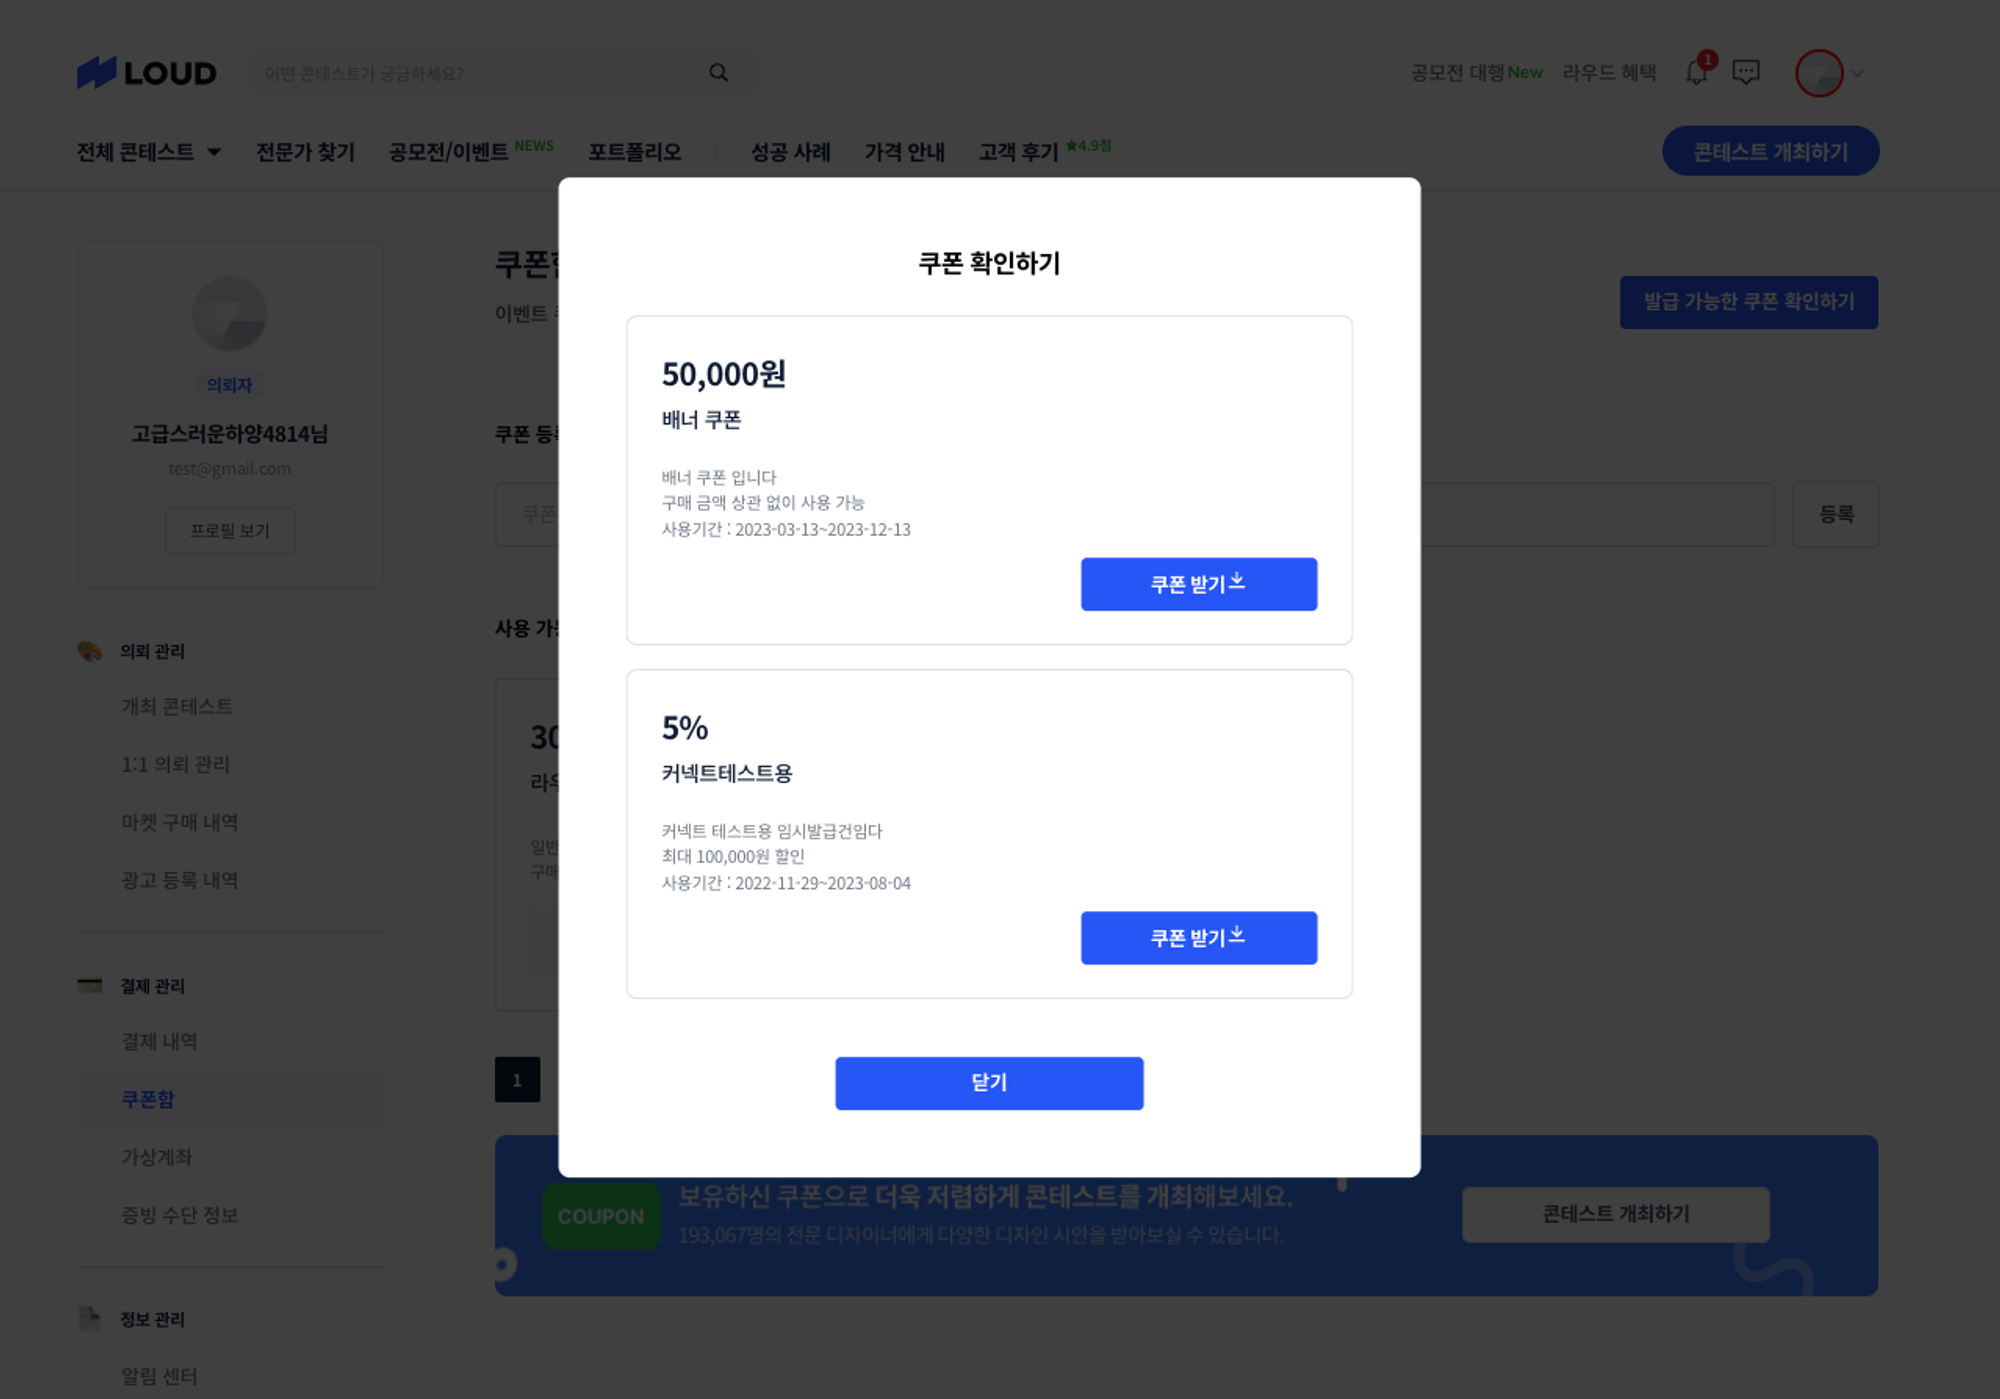 LOUD
어떤 콘테스트가 궁금하세요?
공모전 대행 New
라우드 혜택
1
전체 콘테스트
전문가 찾기
공모전/이벤트 NEWS
포트폴리오
성공 사례
가격 안내
고객 후기 ★4.9점
콘테스트 개최하기
의뢰자
고급스러운하양4814님
test@gmail.com
프로필 보기
의뢰 관리
개최 콘테스트
1:1 의뢰 관리
마켓 구매 내역
광고 등록 내역
결제 관리
결제 내역
쿠폰함
가상계좌
증빙 수단 정보
정보 관리
알림 센터
쿠폰
이벤트
발급 가능한 쿠폰 확인하기
쿠폰
쿠폰
등록
사용
30
일반
구매
1
쿠폰 확인하기
50,000원
배너 쿠폰
배너 쿠폰 입니다
구매 금액 상관 없이 사용 가능
사용기간 : 2023-03-13~2023-12-13
쿠폰 받기
5%
커넥트테스트용
커넥트 테스트용 임시발급건임다
최대 100,000원 할인
사용기간 : 2022-11-29~2023-08-04
쿠폰 받기
닫기
COUPON
보유하신 쿠폰으로 더욱 저렴하게 콘테스트를 개최해보세요.
193,067명의 전문 디자이너에게 다양한 디자인 시안을 받아보실 수 있습니다.
콘테스트 개최하기